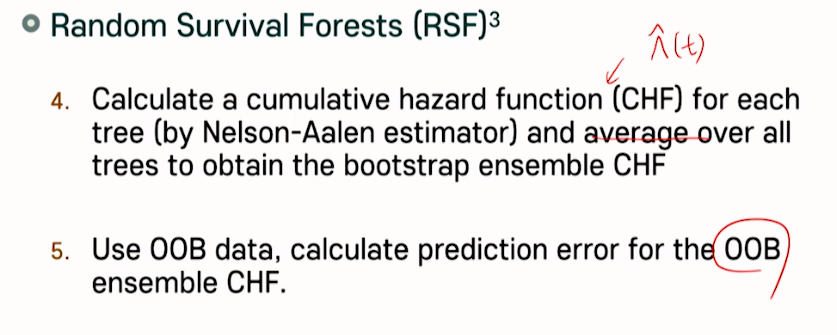 Random Survival Forests (RSF)³
Λ̂(t)
4. Calculate a cumulative hazard function (CHF) for each
tree (by Nelson-Aalen estimator) and average over all
trees to obtain the bootstrap ensemble CHF
5. Use OOB data, calculate prediction error for the OOB
ensemble CHF.